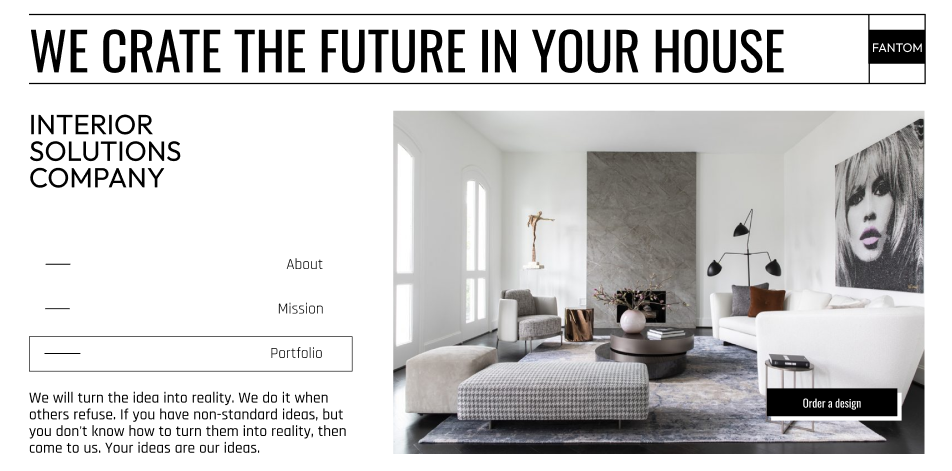 WE CRATE THE FUTURE IN YOUR HOUSE
FANTOM
INTERIOR
SOLUTIONS
COMPANY
About
Mission
Portfolio
We will turn the idea into reality. We do it when
others refuse. If you have non-standard ideas, but
you don't know how to turn them into reality, then
come to us. Your ideas are our ideas.
Order a design